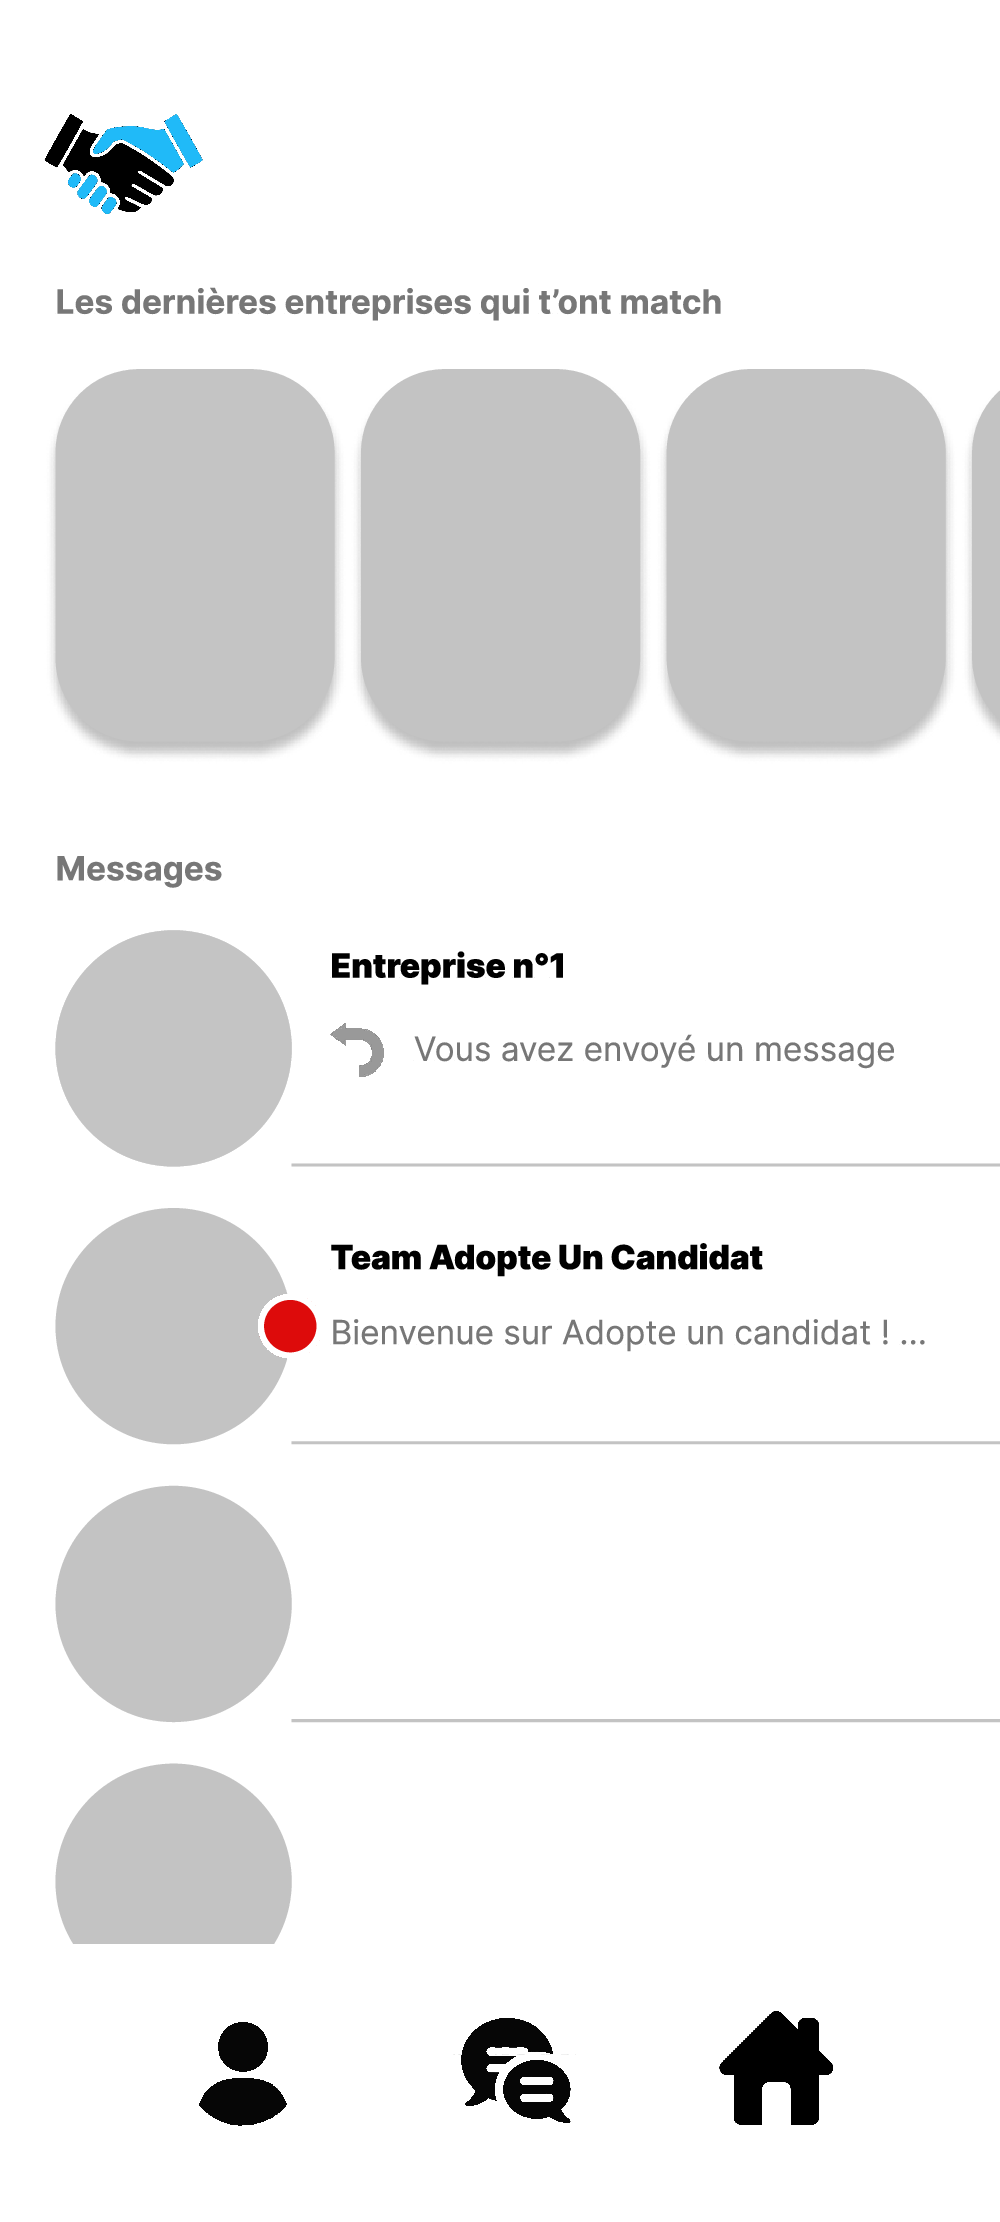 Les dernières entreprises qui t’ont match
Messages
Entreprise n°1
Vous avez envoyé un message
Team Adopte Un Candidat
Bienvenue sur Adopte un candidat ! ...